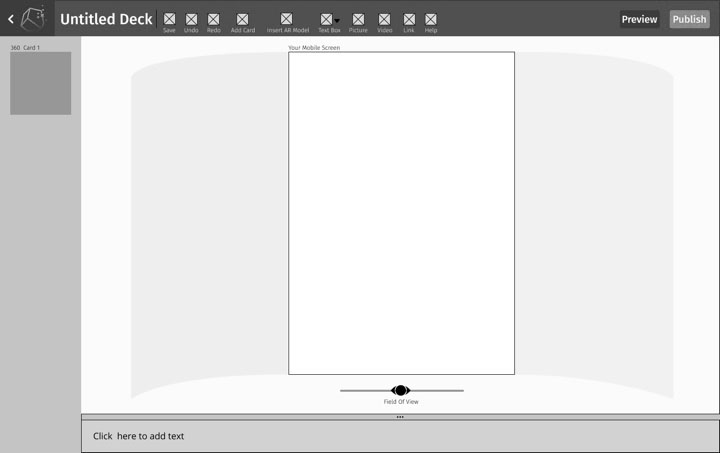 Untitled Deck
Save Undo Redo Add Card Insert AR Model Text Box Picture Video Link Help
Preview Publish
360 Card 1
Your Mobile Screen
Field Of View
Click here to add text